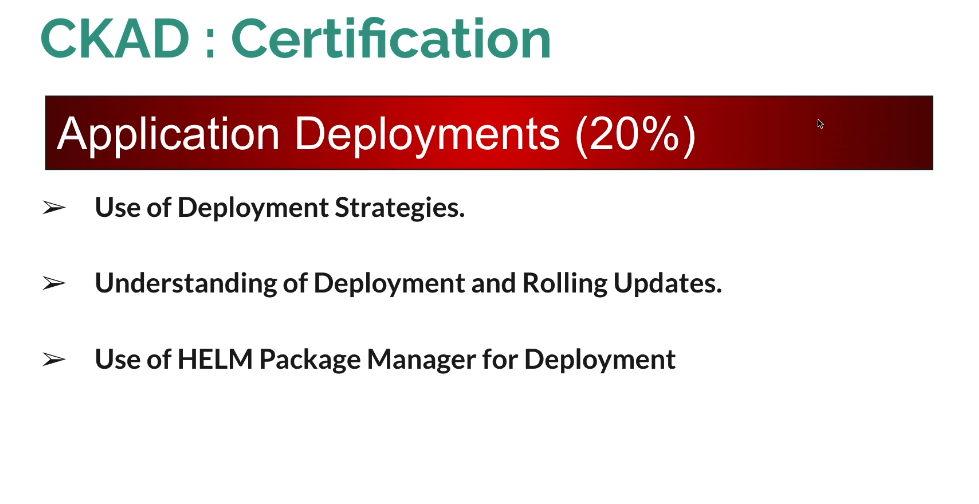 CKAD : Certification
Application Deployments (20%)
➢ Use of Deployment Strategies.
➢ Understanding of Deployment and Rolling Updates.
➢ Use of HELM Package Manager for Deployment